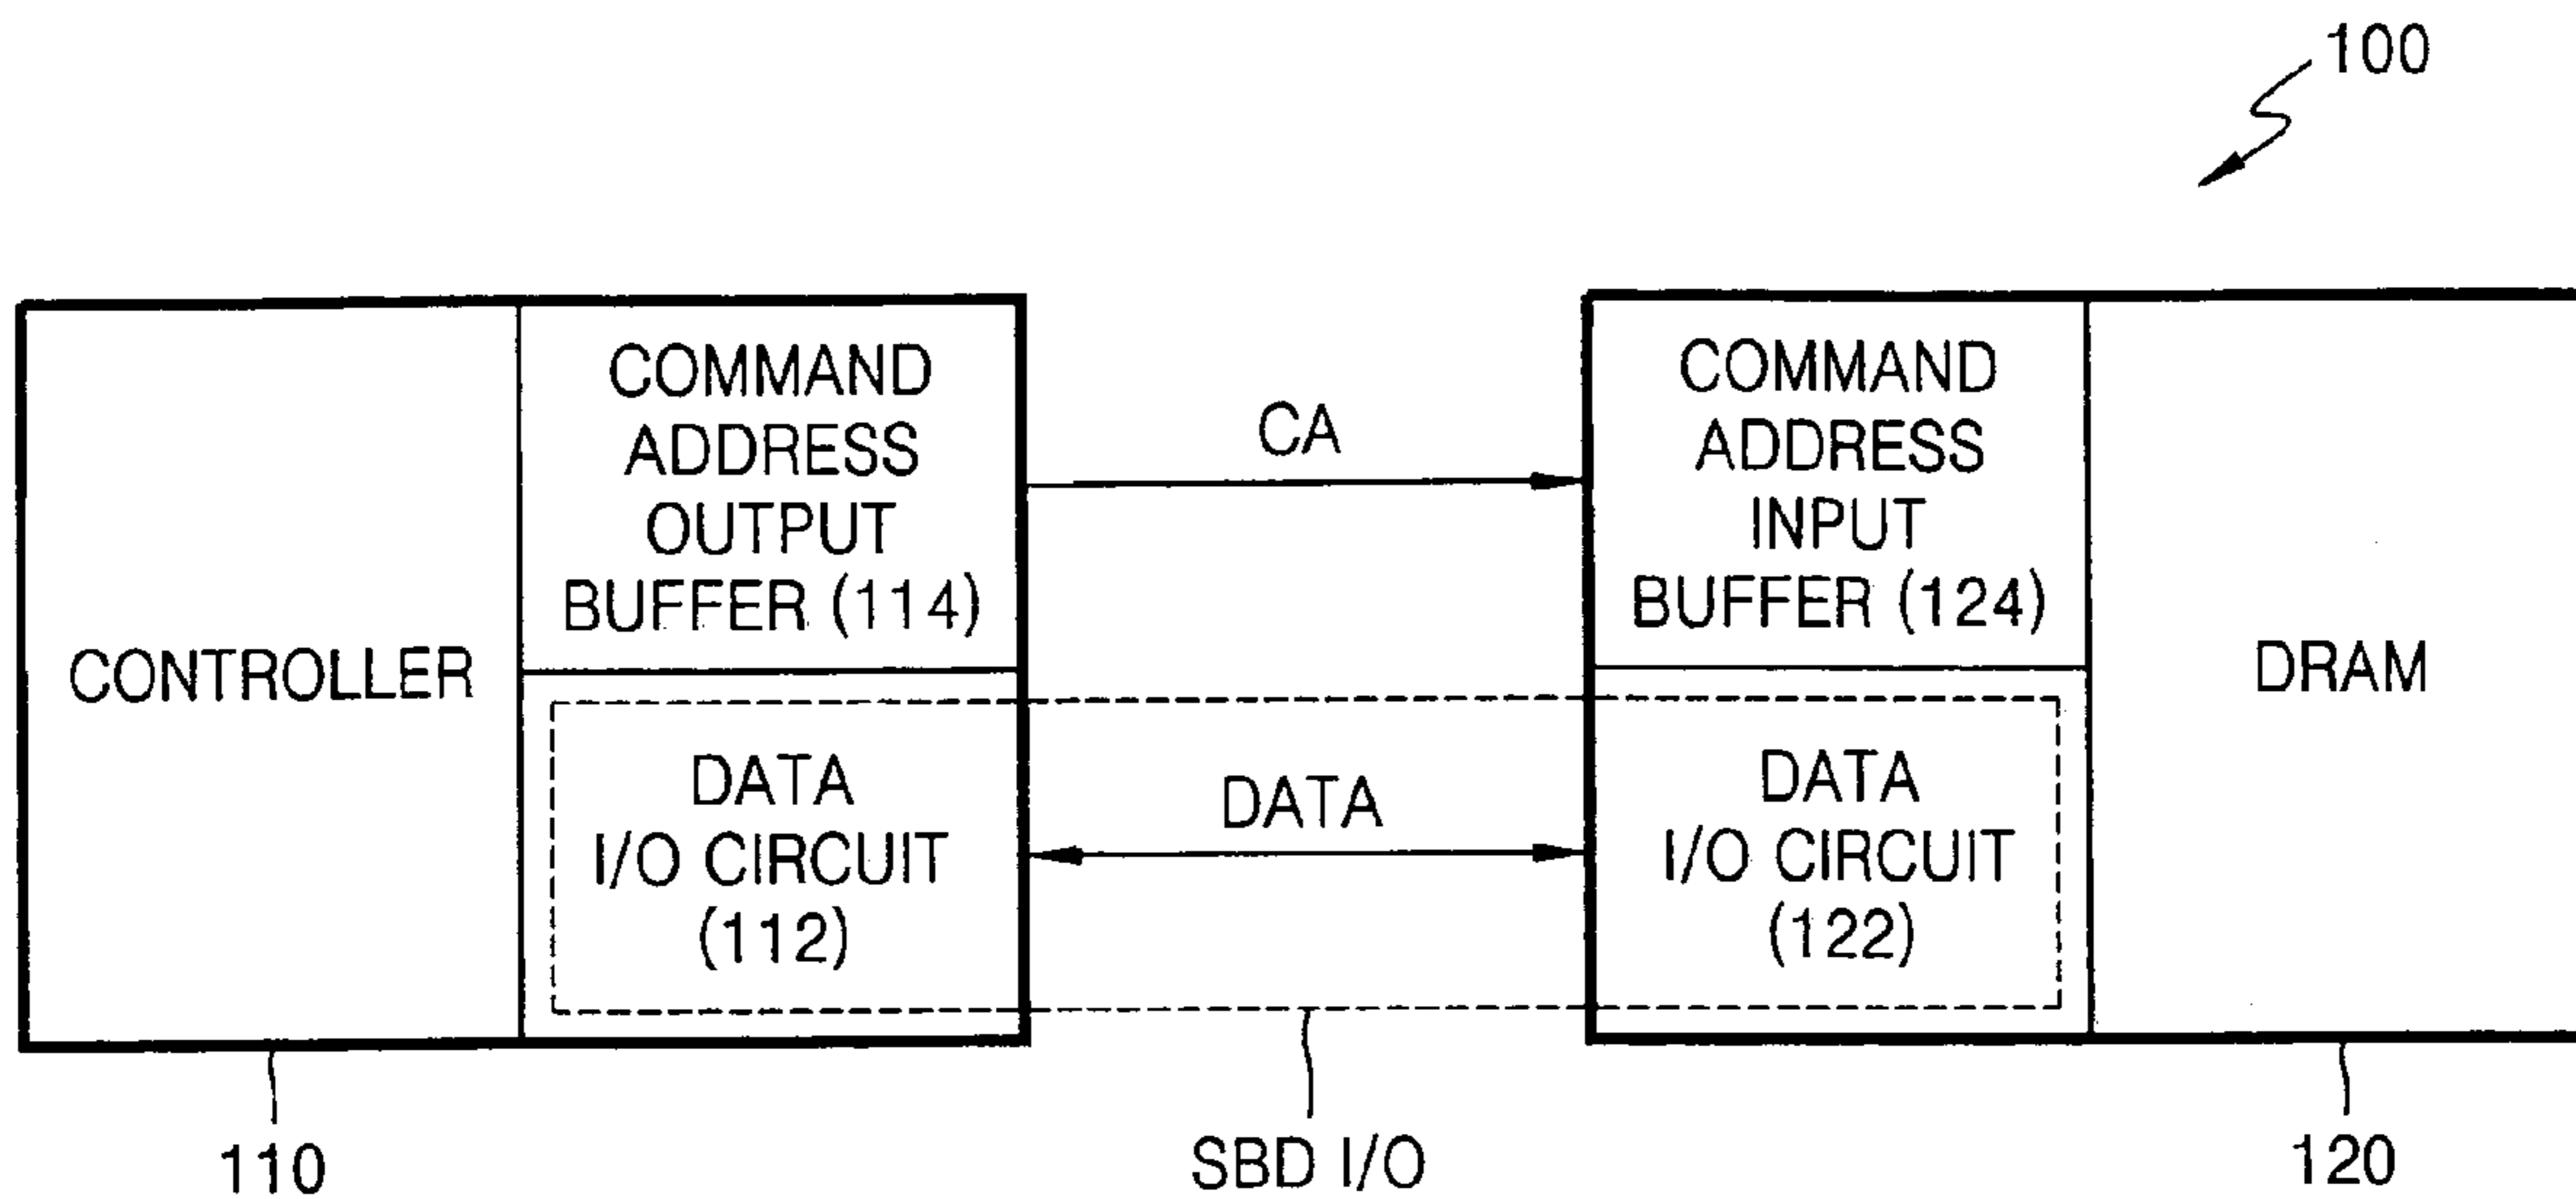 100
CONTROLLER
COMMAND
ADDRESS
OUTPUT
BUFFER (114)
DATA
I/O CIRCUIT
(112)
CA
DATA
COMMAND
ADDRESS
INPUT
BUFFER (124)
DATA
I/O CIRCUIT
(122)
DRAM
110
SBD I/O
120